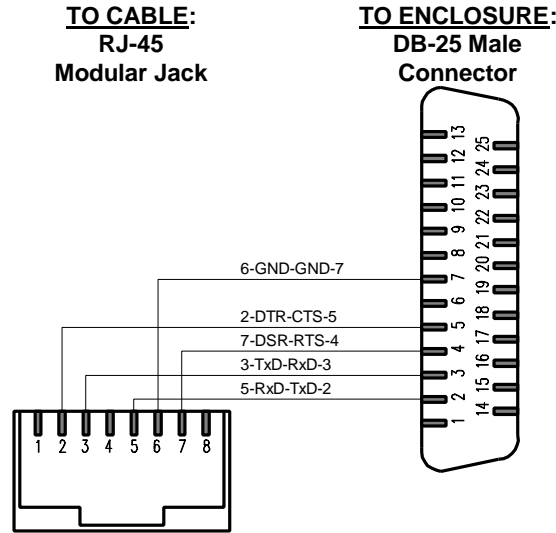 TO CABLE:
RJ-45
Modular Jack
TO ENCLOSURE:
DB-25 Male
Connector
13
25
12
24
11
23
10
22
9
21
8
20
7
19
6
18
5
17
4
16
3
15
2
14
1
6-GND-GND-7
2-DTR-CTS-5
7-DSR-RTS-4
3-TxD-RxD-3
5-RxD-TxD-2
1 2 3 4 5 6 7 8